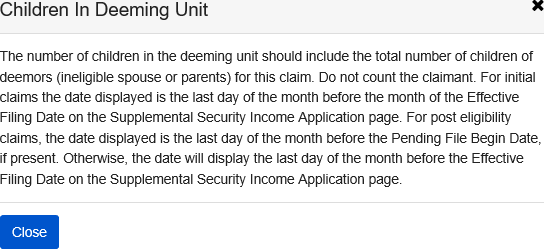 Children In Deeming Unit
The number of children in the deeming unit should include the total number of children of
deemors (ineligible spouse or parents) for this claim. Do not count the claimant. For initial
claims the date displayed is the last day of the month before the month of the Effective
Filing Date on the Supplemental Security Income Application page. For post eligibility
claims, the date displayed is the last day of the month before the Pending File Begin Date,
if present. Otherwise, the date will display the last day of the month before the Effective
Filing Date on the Supplemental Security Income Application page.
Close